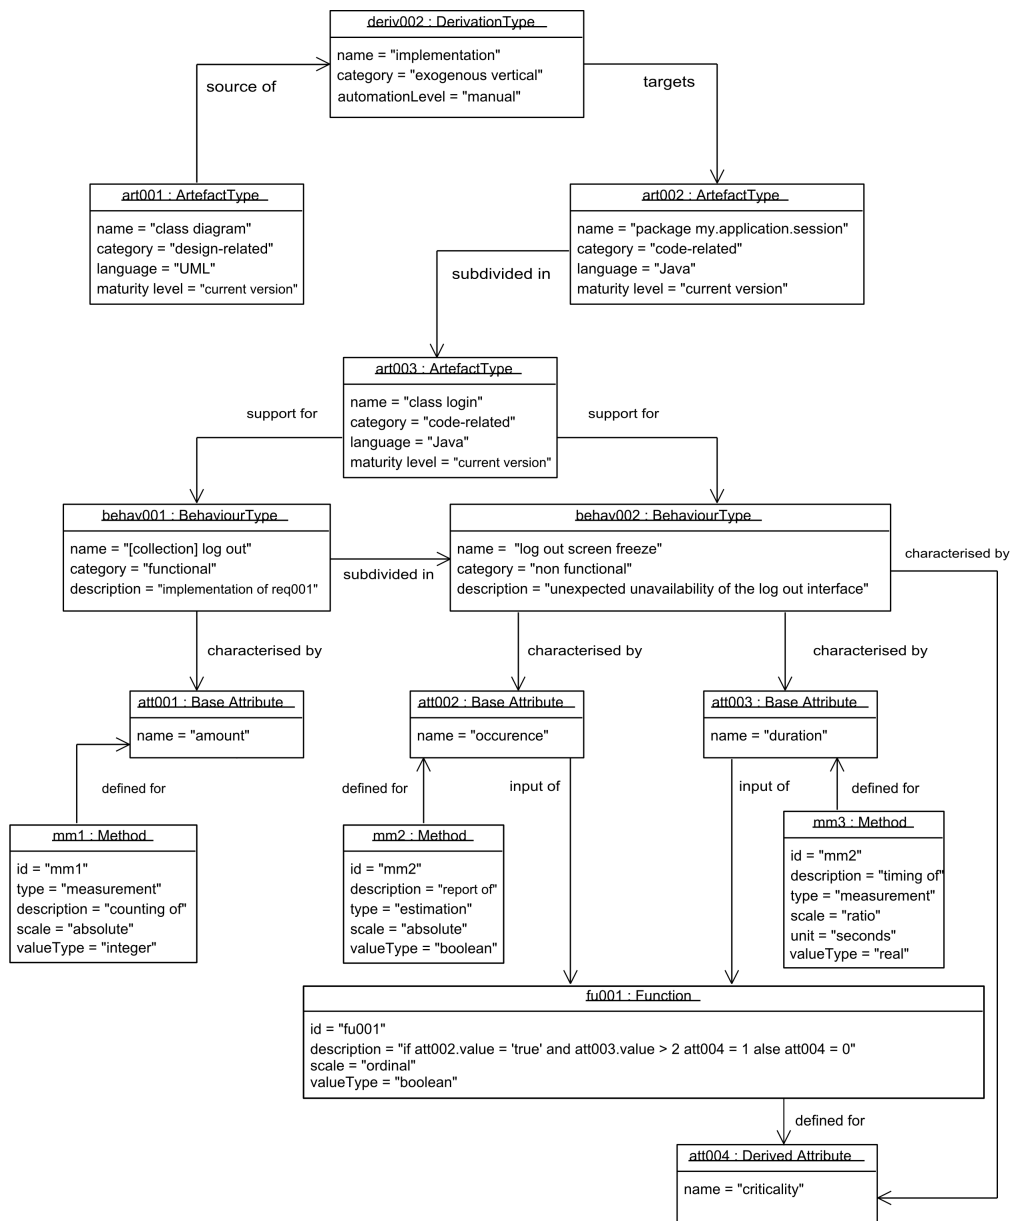 deriv002 : DerivationType
name = "implementation"
category = "exogenous vertical"
automationLevel = "manual"
source of
targets
art001 : ArtefactType
name = "class diagram"
category = "design-related"
language = "UML"
maturity level = "current version"
art002 : ArtefactType
name = "package my.application.session"
category = "code-related"
language = "Java"
maturity level = "current version"
subdivided in
art003 : ArtefactType
name = "class login"
category = "code-related"
language = "Java"
maturity level = "current version"
support for
support for
behav001 : BehaviourType
name = "[collection] log out"
category = "functional"
description = "implementation of req001"
subdivided in
behav002 : BehaviourType
name =  "log out screen freeze"
category = "non functional"
description = "unexpected unavailability of the log out interface"
characterised by
characterised by
characterised by
characterised by
att001 : Base Attribute
name = "amount"
att002 : Base Attribute
name = "occurence"
att003 : Base Attribute
name = "duration"
defined for
defined for
input of
input of
defined for
mm1 : Method
id = "mm1"
type = "measurement"
description = "counting of"
scale = "absolute"
valueType = "integer"
mm2 : Method
id = "mm2"
description = "report of"
type = "estimation"
scale = "absolute"
valueType = "boolean"
mm3 : Method
id = "mm2"
description = "timing of"
type = "measurement"
scale = "ratio"
unit = "seconds"
valueType = "real"
fu001 : Function
id = "fu001"
description = "if att002.value = 'true' and att003.value > 2 att004 = 1 alse att004 = 0"
scale = "ordinal"
valueType = "boolean"
defined for
att004 : Derived Attribute
name = "criticality"